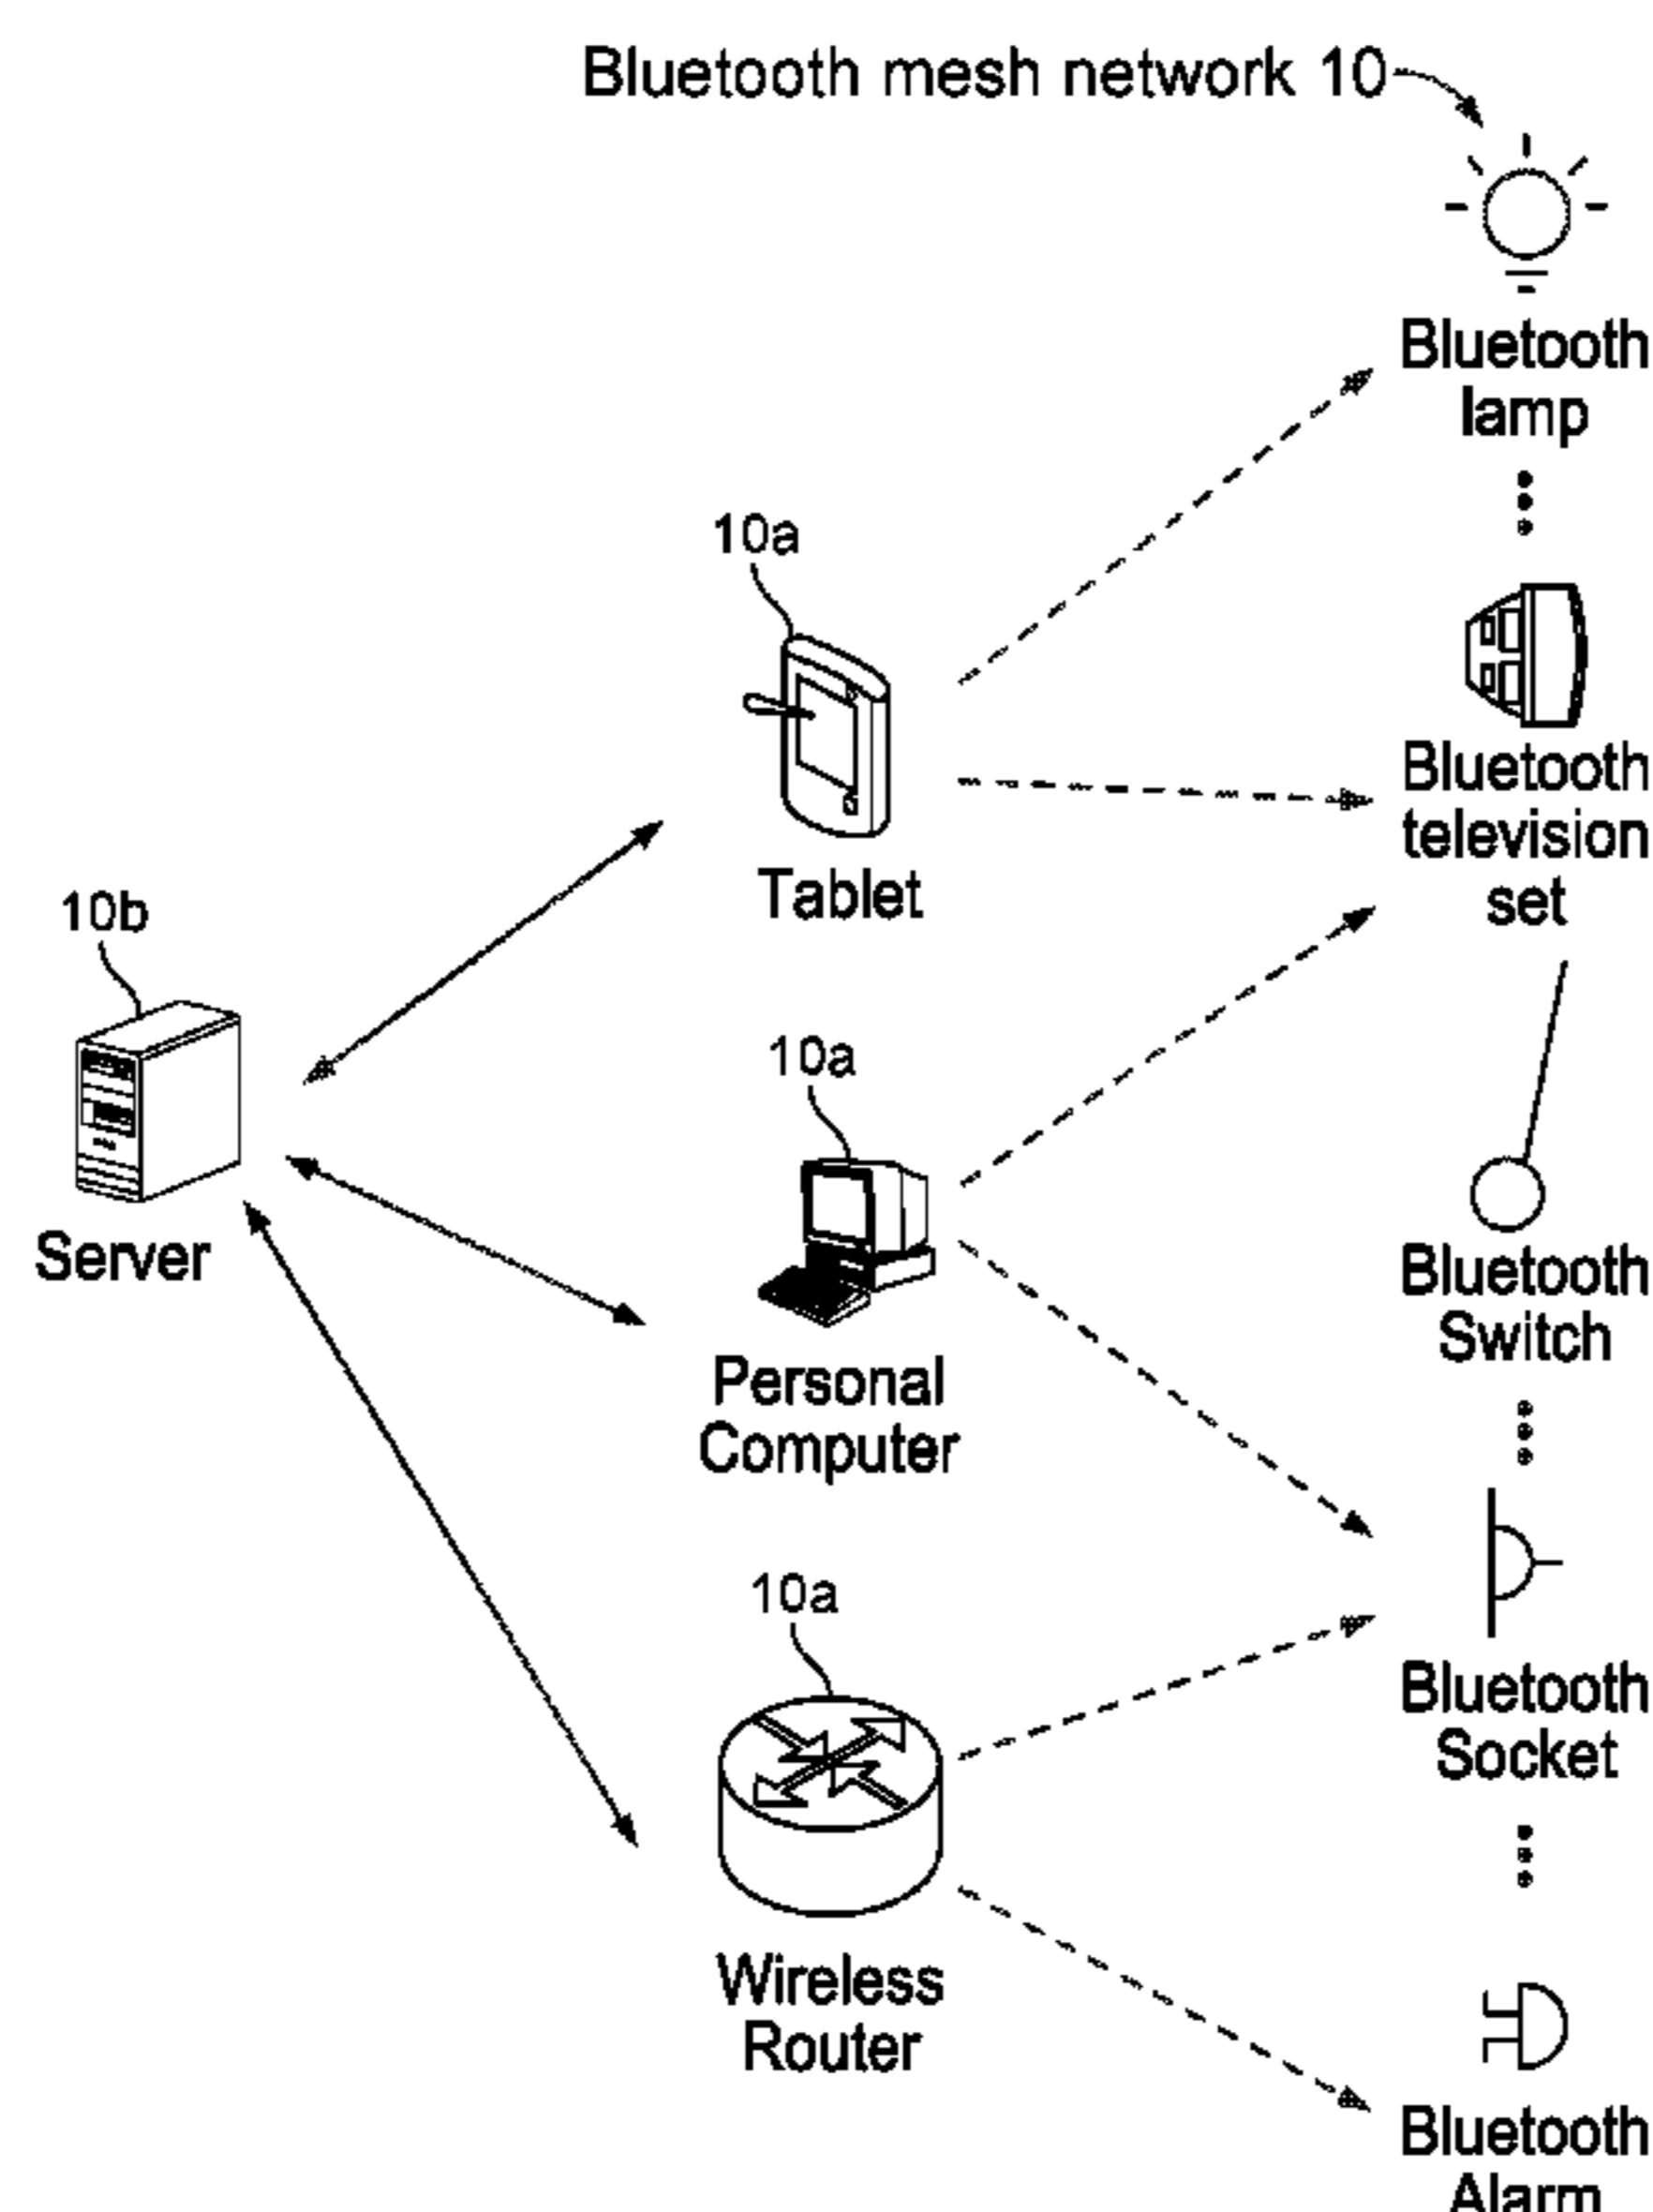 Bluetooth mesh network 10
Bluetooth
lamp
10a
Bluetooth
television
set
Tablet
10b
10a
Server
Bluetooth
Switch
Personal
Computer
10a
Bluetooth
Socket
Wireless
Router
Bluetooth
Alarm